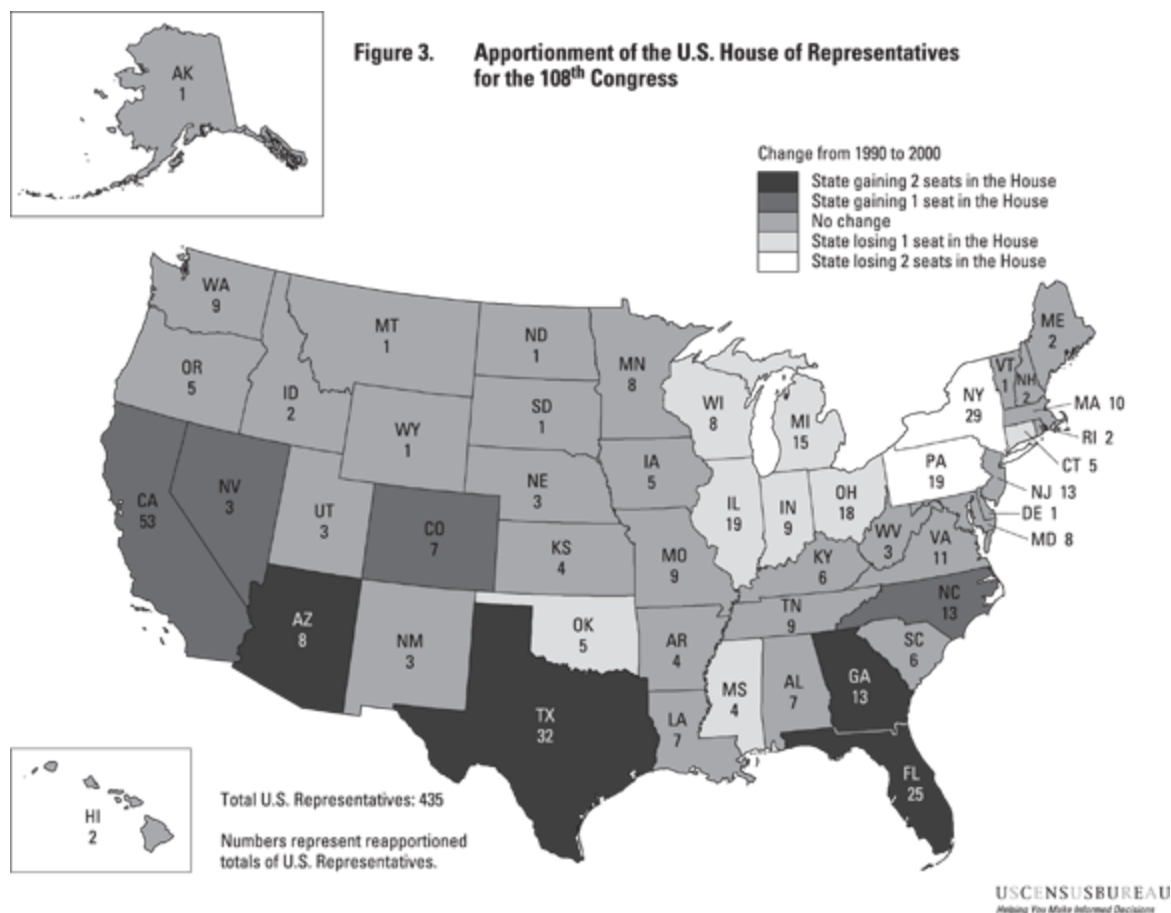 Figure 3. Apportionment of the U.S. House of Representatives
for the 108th Congress
AK
1
Change from 1990 to 2000
State gaining 2 seats in the House
State gaining 1 seat in the House
No change
State losing 1 seat in the House
State losing 2 seats in the House
WA
9
MT
1
ND
1
MN
8
ME
2
VT
1
NH
2
OR
5
ID
2
SD
1
WI
8
MI
15
NY
29
MA 10
RI 2
CT 5
WY
1
IA
5
PA
19
NJ 13
DE 1
MD 8
CA
53
NV
3
UT
3
CO
7
NE
3
KS
4
MO
9
IL
19
IN
9
OH
18
WV
3
VA
11
KY
6
NC
13
TN
9
AZ
8
NM
3
OK
5
AR
4
SC
6
MS
4
AL
7
GA
13
TX
32
LA
7
FL
25
HI
2
Total U.S. Representatives: 435
Numbers represent reapportioned
totals of U.S. Representatives.
USCENSUSBUREAU
Helping You Make Informed Decisions